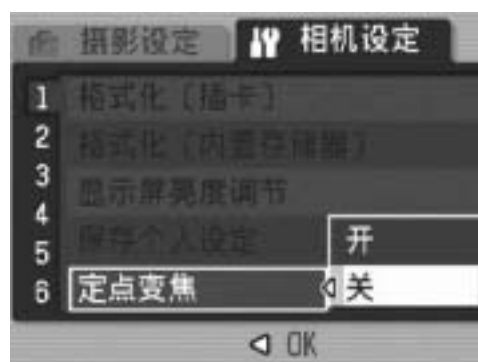 摄影设定 相机设定
1 格式化 [插卡]
2 格式化 [内置存储器]
3 显示屏亮度调节
4 保存个人设定 开
5
6 定点变焦 关
OK